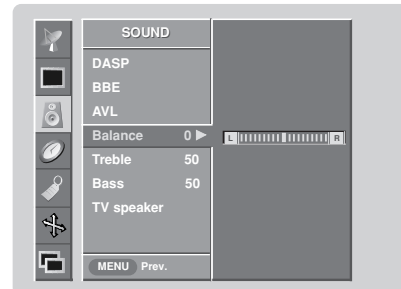 SOUND
DASP
BBE
AVL
Balance 0 ▶ L R
Treble 50
Bass 50
TV speaker
MENU Prev.